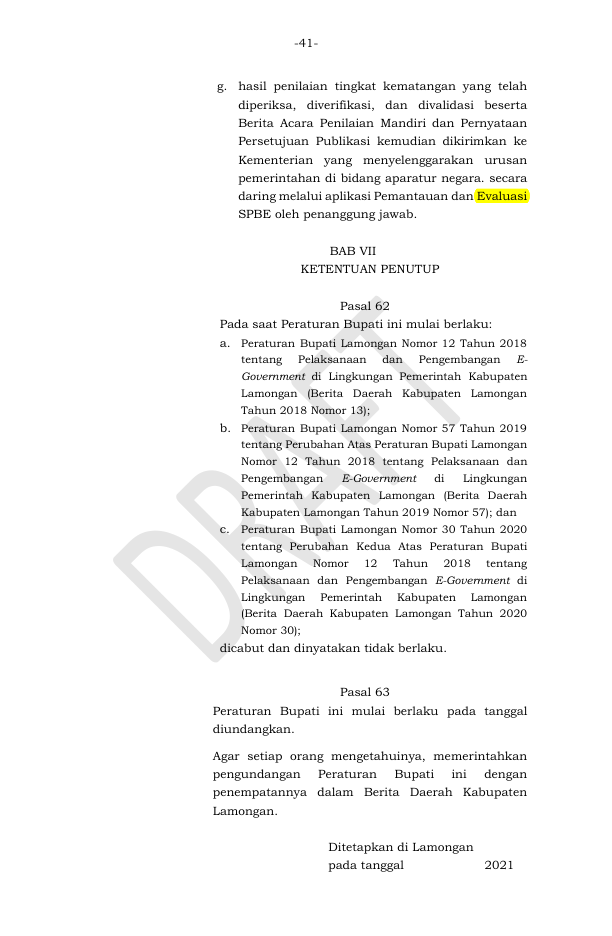 -41-
g. hasil penilaian tingkat kematangan yang telah
diperiksa, diverifikasi, dan divalidasi beserta
Berita Acara Penilaian Mandiri dan Pernyataan
Persetujuan Publikasi kemudian dikirimkan ke
Kementerian yang menyelenggarakan urusan
pemerintahan di bidang aparatur negara. secara
daring melalui aplikasi Pemantauan dan Evaluasi
SPBE oleh penanggung jawab.
BAB VII
KETENTUAN PENUTUP
Pasal 62
Pada saat Peraturan Bupati ini mulai berlaku:
a. Peraturan Bupati Lamongan Nomor 12 Tahun 2018
tentang Pelaksanaan dan Pengembangan E-
Government di Lingkungan Pemerintah Kabupaten
Lamongan (Berita Daerah Kabupaten Lamongan
Tahun 2018 Nomor 13);
b. Peraturan Bupati Lamongan Nomor 57 Tahun 2019
tentang Perubahan Atas Peraturan Bupati Lamongan
Nomor 12 Tahun 2018 tentang Pelaksanaan dan
Pengembangan E-Government di Lingkungan
Pemerintah Kabupaten Lamongan (Berita Daerah
Kabupaten Lamongan Tahun 2019 Nomor 57); dan
c. Peraturan Bupati Lamongan Nomor 30 Tahun 2020
tentang Perubahan Kedua Atas Peraturan Bupati
Lamongan Nomor 12 Tahun 2018 tentang
Pelaksanaan dan Pengembangan E-Government di
Lingkungan Pemerintah Kabupaten Lamongan
(Berita Daerah Kabupaten Lamongan Tahun 2020
Nomor 30);
dicabut dan dinyatakan tidak berlaku.
Pasal 63
Peraturan Bupati ini mulai berlaku pada tanggal
diundangkan.
Agar setiap orang mengetahuinya, memerintahkan
pengundangan Peraturan Bupati ini dengan
penempatannya dalam Berita Daerah Kabupaten
Lamongan.
Ditetapkan di Lamongan
pada tanggal 2021
DRAFT